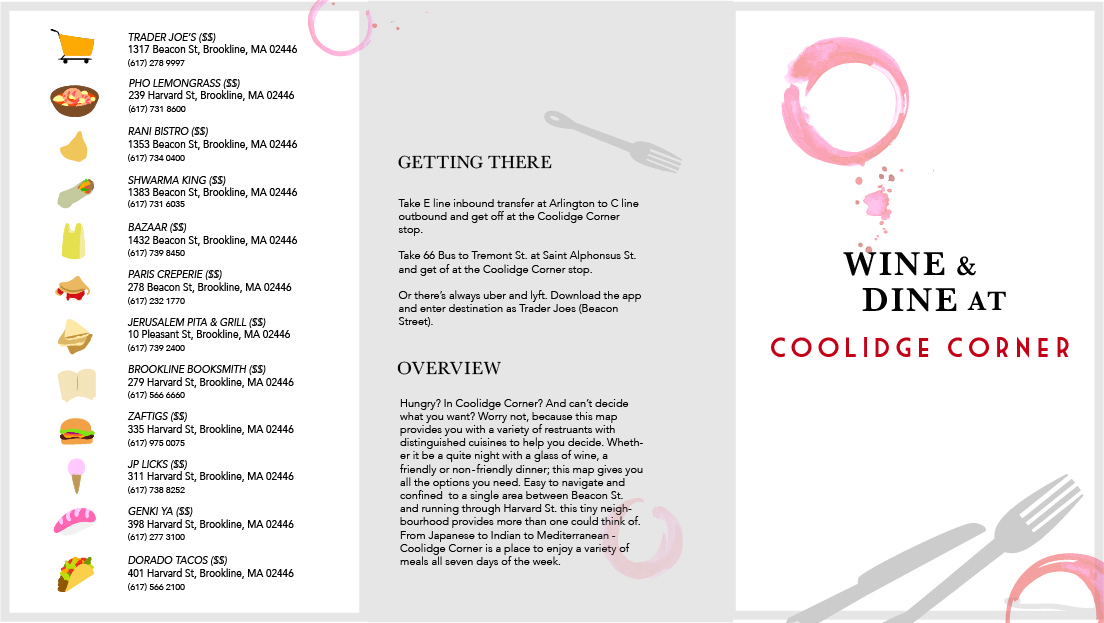 TRADER JOE'S ($$)
1317 Beacon St, Brookline, MA 02446
(617) 278 9997
PHO LEMONGRASS ($$)
239 Harvard St, Brookline, MA 02446
(617) 731 8600
RANI BISTRO ($$)
1353 Beacon St, Brookline, MA 02446
(617) 734 0400
SHWARMA KING ($$)
1383 Beacon St, Brookline, MA 02446
(617) 731 6035
BAZAAR ($$)
1432 Beacon St, Brookline, MA 02446
(617) 739 8450
PARIS CREPERIE ($$)
278 Beacon St, Brookline, MA 02446
(617) 232 1770
JERUSALEM PITA & GRILL ($$)
10 Pleasant St, Brookline, MA 02446
(617) 739 2400
BROOKLINE BOOKSMITH ($$)
279 Harvard St, Brookline, MA 02446
(617) 566 6660
ZAFTIGS ($$)
335 Harvard St, Brookline, MA 02446
(617) 975 0075
JP LICKS ($$)
311 Harvard St, Brookline, MA 02446
(617) 738 8252
GENKI YA ($$)
398 Harvard St, Brookline, MA 02446
(617) 277 3100
DORADO TACOS ($$)
401 Harvard St, Brookline, MA 02446
(617) 566 2100
GETTING THERE
Take E line inbound transfer at Arlington to C line
outbound and get off at the Coolidge Corner
stop.
Take 66 Bus to Tremont St. at Saint Alphonsus St.
and get of at the Coolidge Corner stop.
Or there's always uber and lyft. Download the app
and enter destination as Trader Joes (Beacon
Street).
OVERVIEW
Hungry? In Coolidge Corner? And can't decide
what you want? Worry not, because this map
provides you with a variety of restruants with
distinguished cuisines to help you decide. Wheth-
er it be a quite night with a glass of wine, a
friendly or non-friendly dinner; this map gives you
all the options you need. Easy to navigate and
confined to a single area between Beacon St.
and running through Harvard St. this tiny neigh-
bourhood provides more than one could think of.
From Japanese to Indian to Mediterranean -
Coolidge Corner is a place to enjoy a variety of
meals all seven days of the week.
WINE &
DINE AT
COOLIDGE CORNER